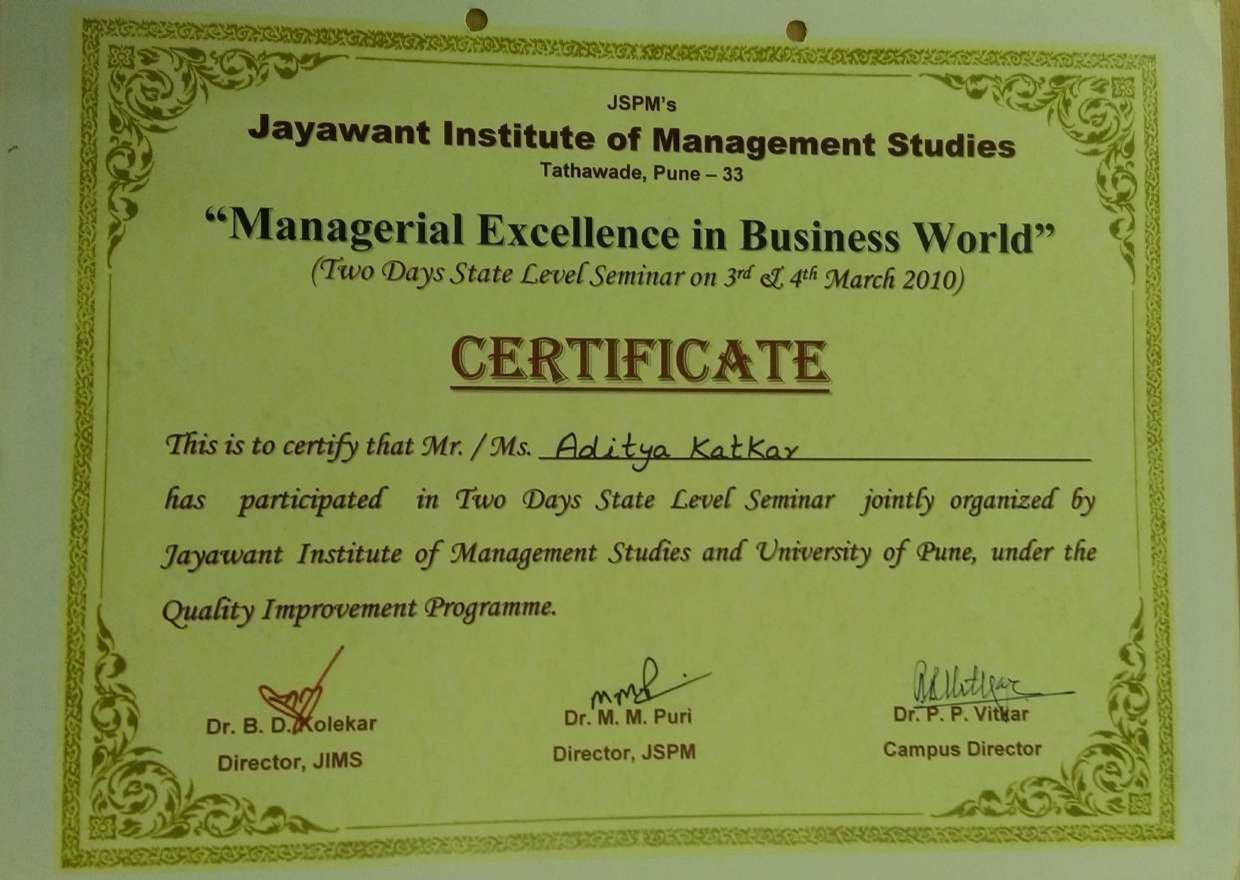 JSPM's
Jayawant Institute of Management Studies
Tathawade, Pune – 33
“Managerial Excellence in Business World”
(Two Days State Level Seminar on 3rd & 4th March 2010)
CERTIFICATE
This is to certify that Mr. / Ms. Aditya Katkar
has participated in Two Days State Level Seminar jointly organized by
Jayawant Institute of Management Studies and University of Pune, under the
Quality Improvement Programme.
Dr. B. D. Kolekar
Director, JIMS
Dr. M. M. Puri
Director, JSPM
Dr. P. P. Vitkar
Campus Director